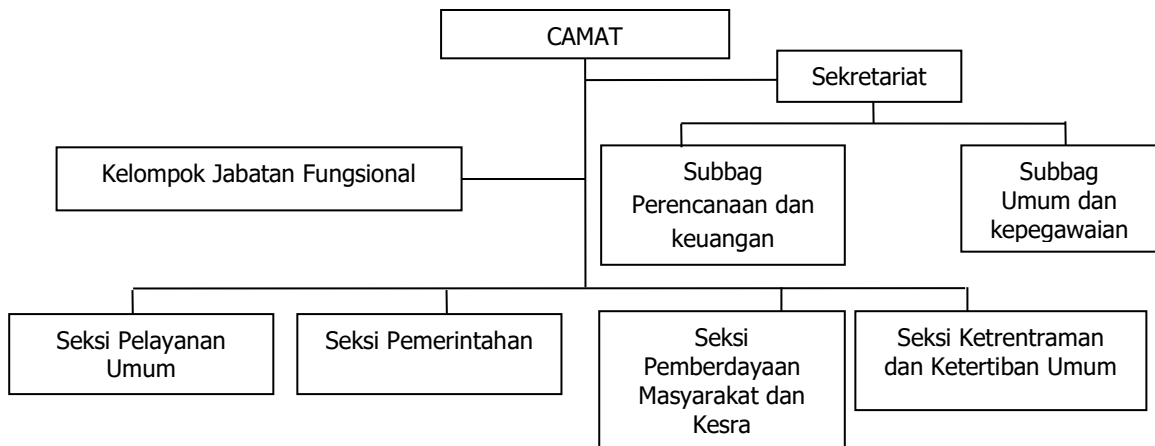 CAMAT
Sekretariat
Kelompok Jabatan Fungsional
Subbag
Perencanaan dan
keuangan
Subbag
Umum dan
kepegawaian
Seksi Pelayanan
Umum
Seksi Pemerintahan
Seksi
Pemberdayaan
Masyarakat dan
Kesra
Seksi Ketrentraman
dan Ketertiban Umum